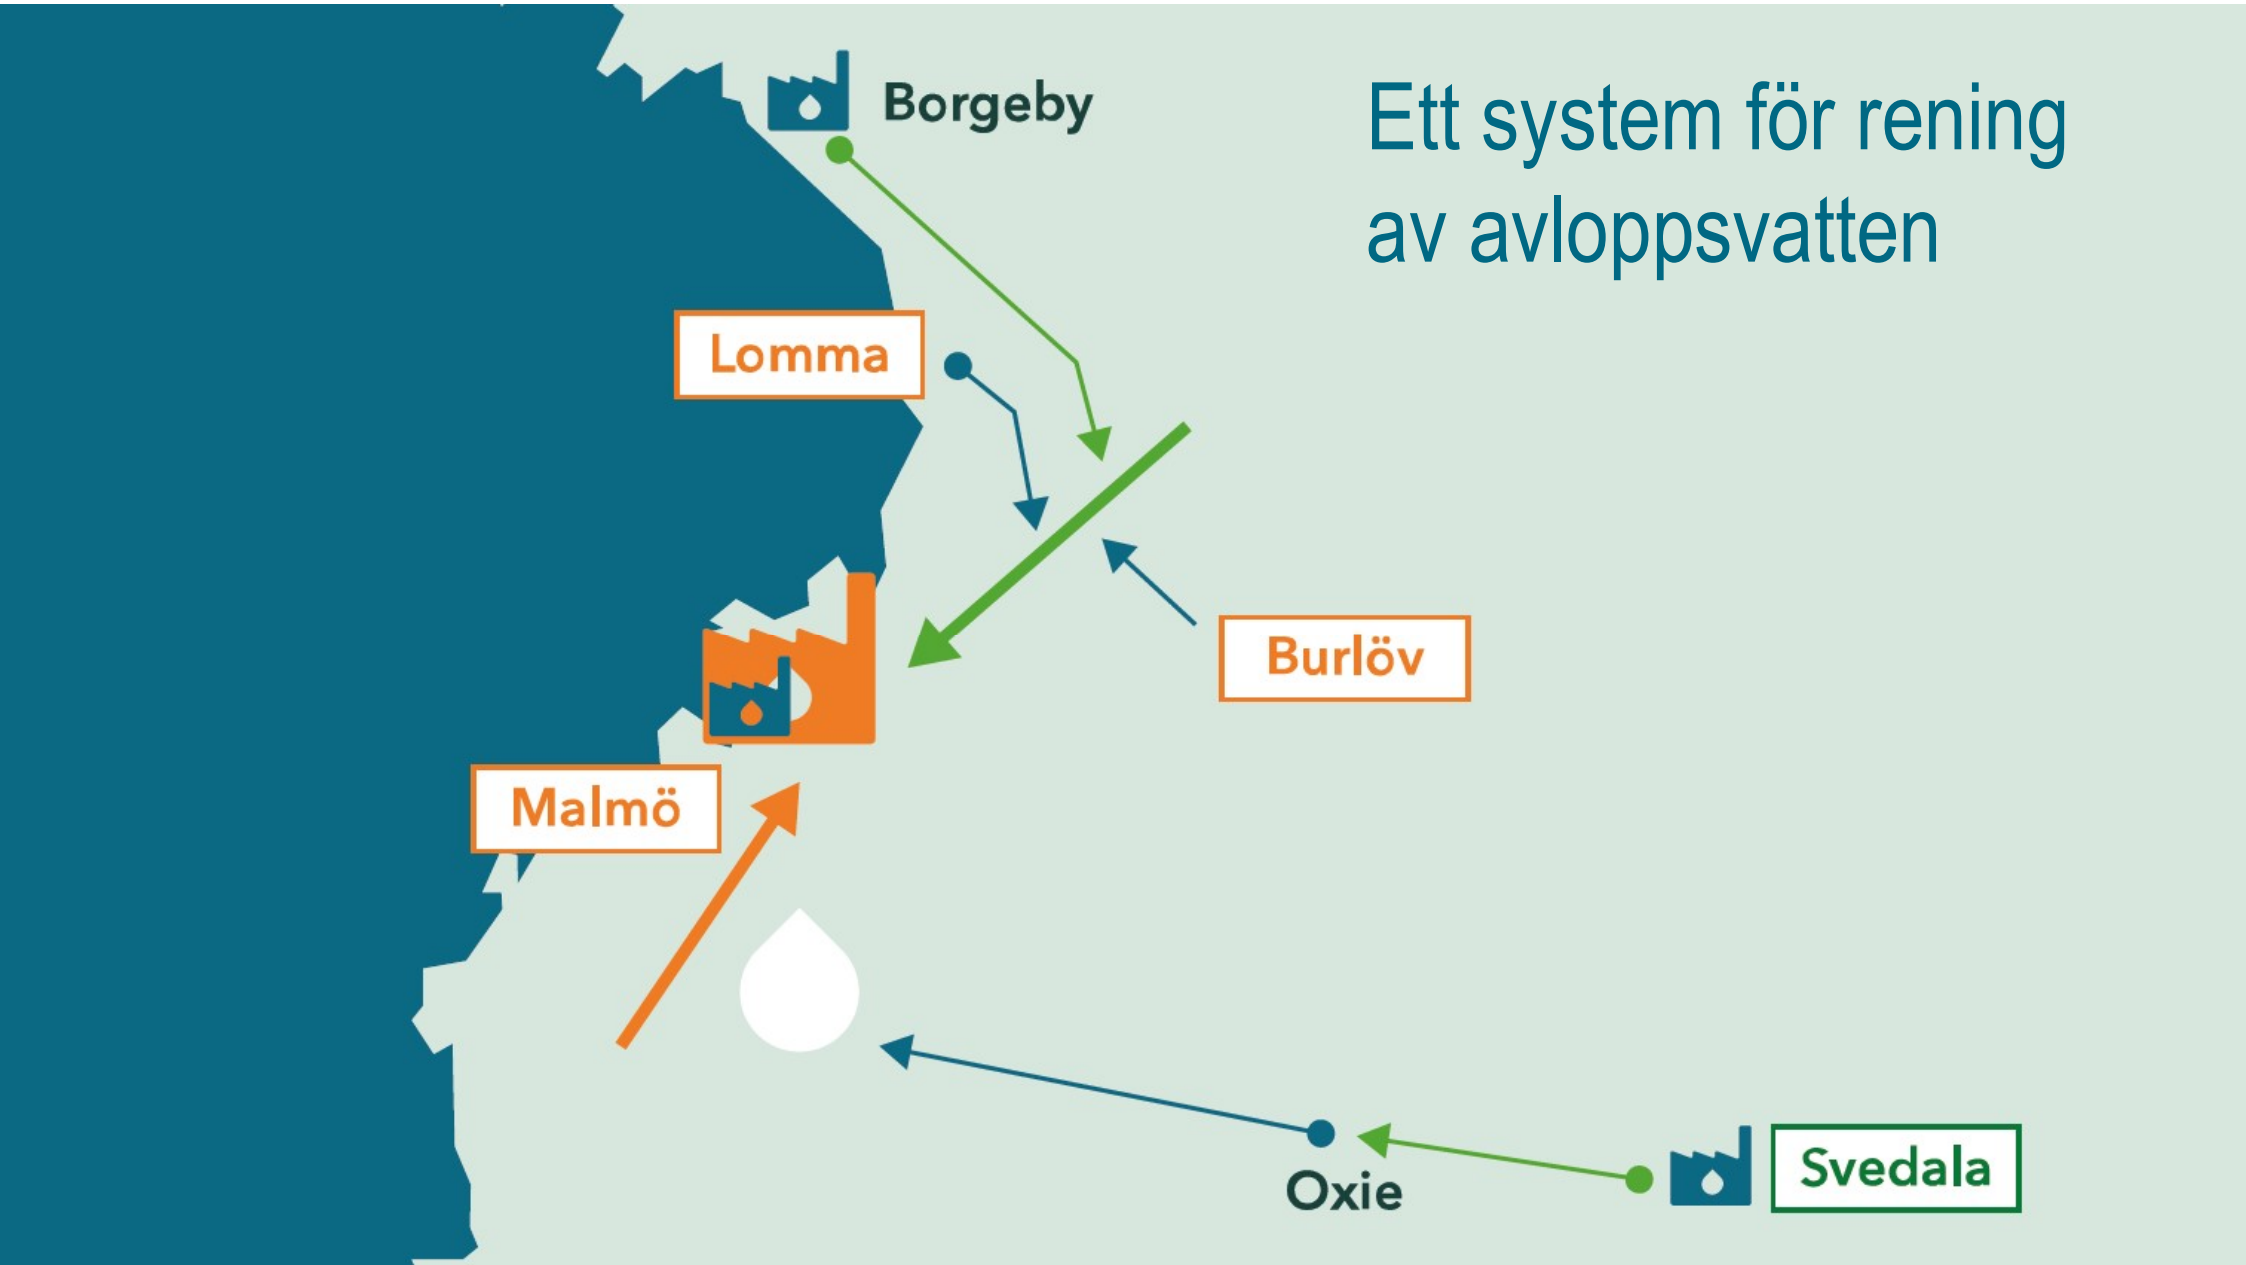 Ett system för rening
av avloppsvatten
Borgeby
Lomma
Burlöv
Malmö
Oxie
Svedala